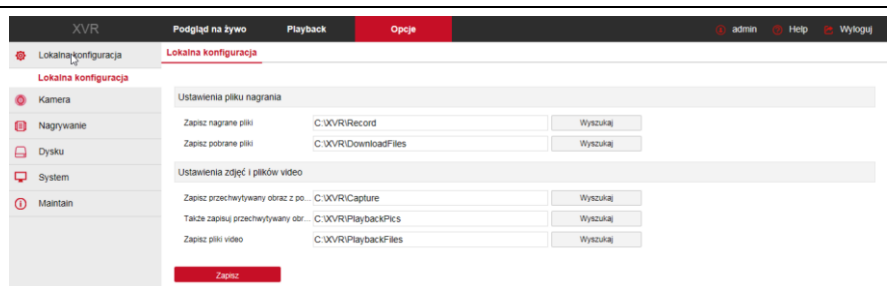 XVR Podgląd na żywo Playback Opcje admin Help Wyloguj
Lokalna konfiguracja Lokalna konfiguracja
Lokalna konfiguracja
Kamera Ustawienia pliku nagrania
Nagrywanie Zapisz nagrane pliki C:\XVR\Record Wyszukaj
Dysku Zapisz pobrane pliki C:\XVR\DownloadFiles Wyszukaj
System Ustawienia zdjęć i plików video
Maintain Zapisz przechwytywany obraz z po... C:\XVR\Capture Wyszukaj
Także zapisuj przechwytywany obr... C:\XVR\PlaybackPics Wyszukaj
Zapisz pliki video C:\XVR\PlaybackFiles Wyszukaj
Zapisz